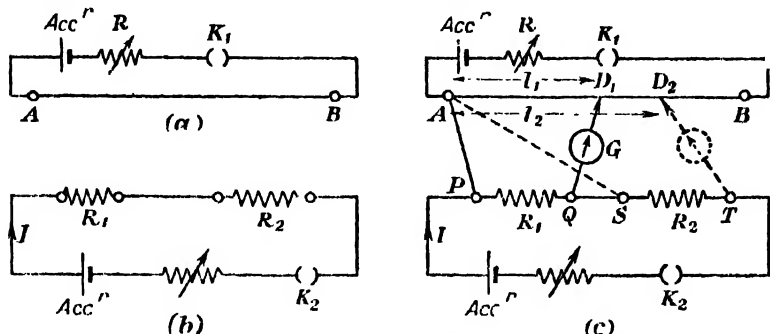 Acc^r R K1
A B
(a)
R1 R2
I
Acc^r K2
(b)
Acc^r R K1
l1 D1 D2
A l2 B
G
P R1 Q S R2 T
I
Acc^r K2
(c)